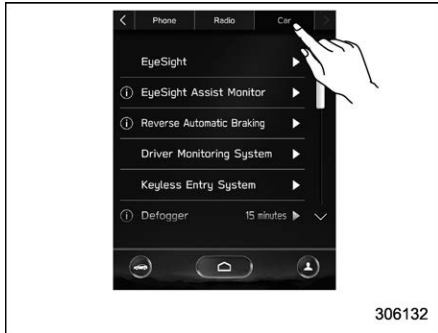 Phone Radio Car
EyeSight
EyeSight Assist Monitor
Reverse Automatic Braking
Driver Monitoring System
Keyless Entry System
Defogger 15 minutes
306132